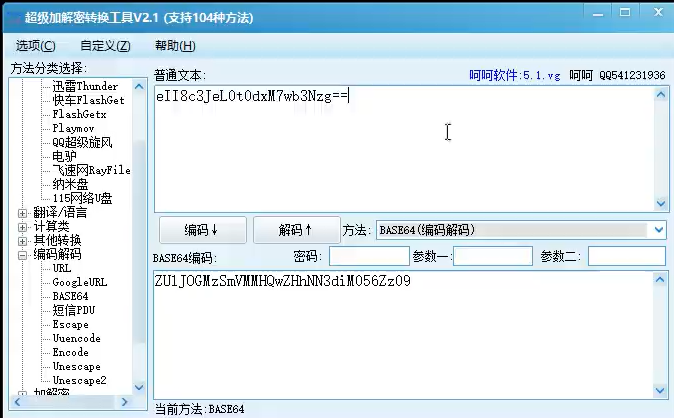 超级加解密转换工具V2.1 (支持104种方法)
选项(C) 自定义(Z) 帮助(H)
方法分类选择:
迅雷Thunder
快车FlashGet
FlashGetx
Playmov
QQ超级旋风
电驴
飞速网RayFile
纳米盘
115网络U盘
翻译/语言
计算类
其他转换
编码解码
URL
GoogleURL
BASE64
短信PDU
Escape
Uuencode
Encode
Unescape
Unescape2
加解密
普通文本: 呵呵软件:5.1.vg 呵呵 QQ541231936
eII8c3JeL0t0dxM7wb3Nzg==
编码↓ 解码↑ 方法: BASE64(编码解码)
BASE64编码: 密码: 参数一: 参数二:
ZUlJOGMzSmVMMHQwZHhNN3diM056Zz09
当前方法:BASE64